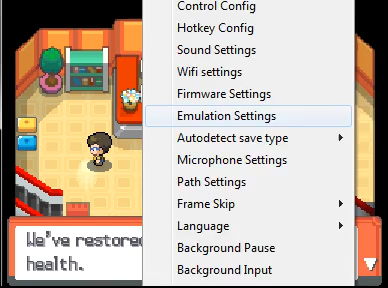 Control Config
Hotkey Config
Sound Settings
Wifi settings
Firmware Settings
Emulation Settings
Autodetect save type
Microphone Settings
Path Settings
Frame Skip
Language
Background Pause
Background Input
We've restored
health.